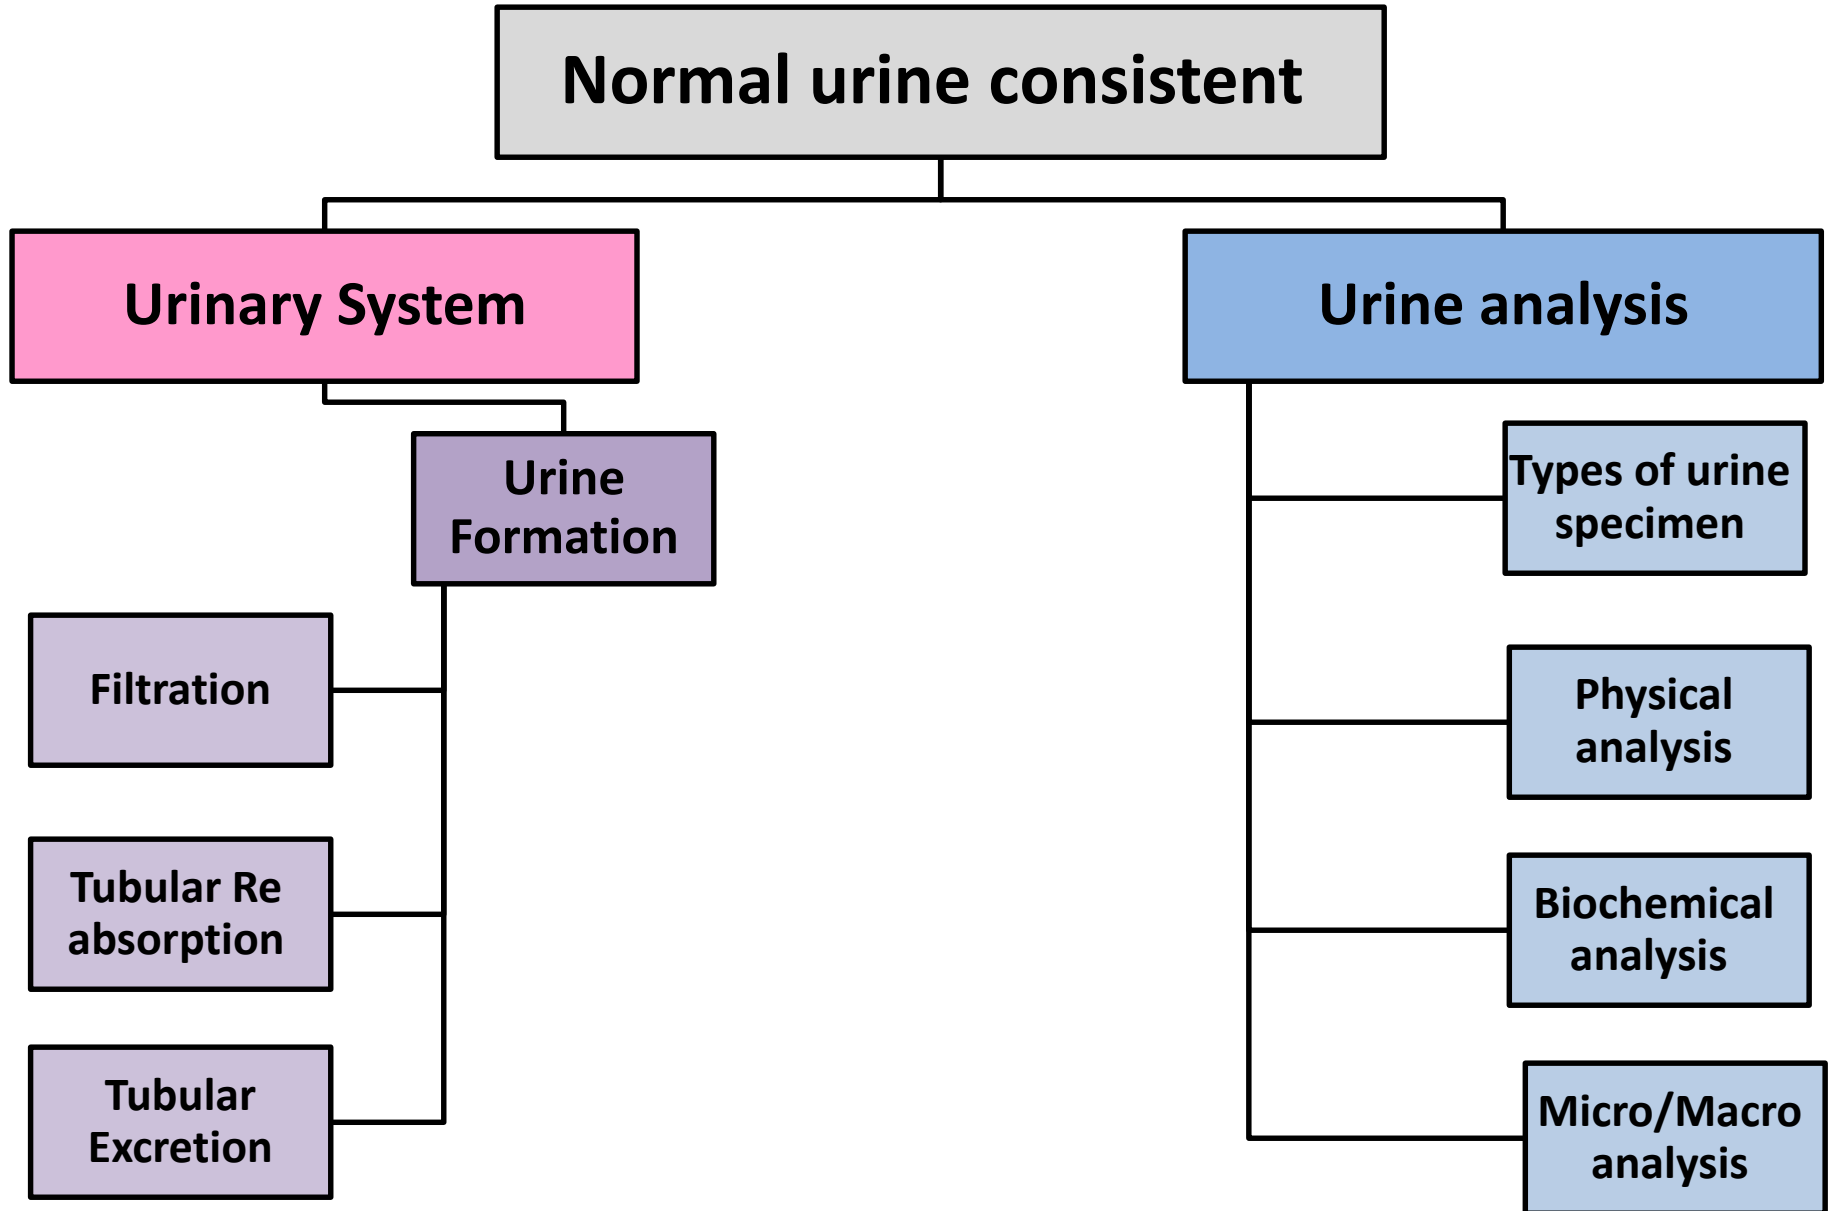 Normal urine consistent
Urinary System
Urine analysis
Urine
Formation
Types of urine
specimen
Filtration
Physical
analysis
Tubular Re
absorption
Biochemical
analysis
Tubular
Excretion
Micro/Macro
analysis